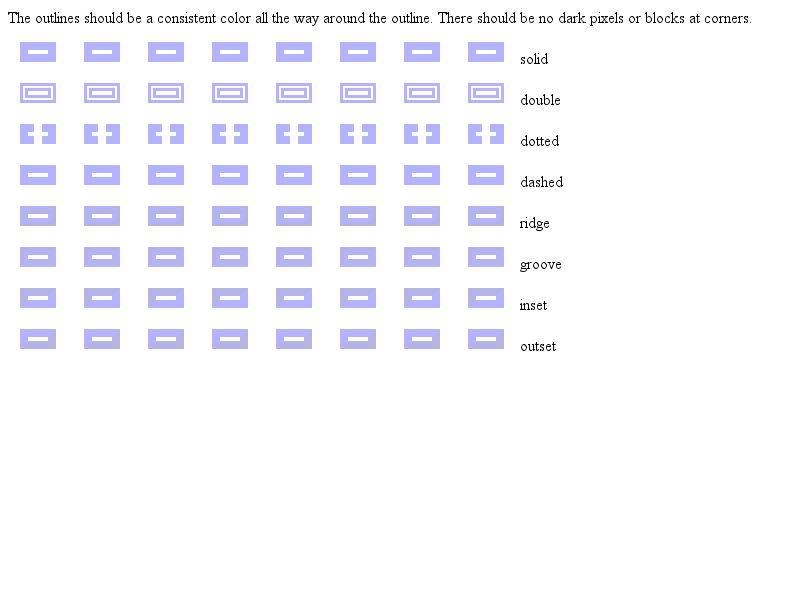 The outlines should be a consistent color all the way around the outline. There should be no dark pixels or blocks at corners.
solid
double
dotted
dashed
ridge
groove
inset
outset